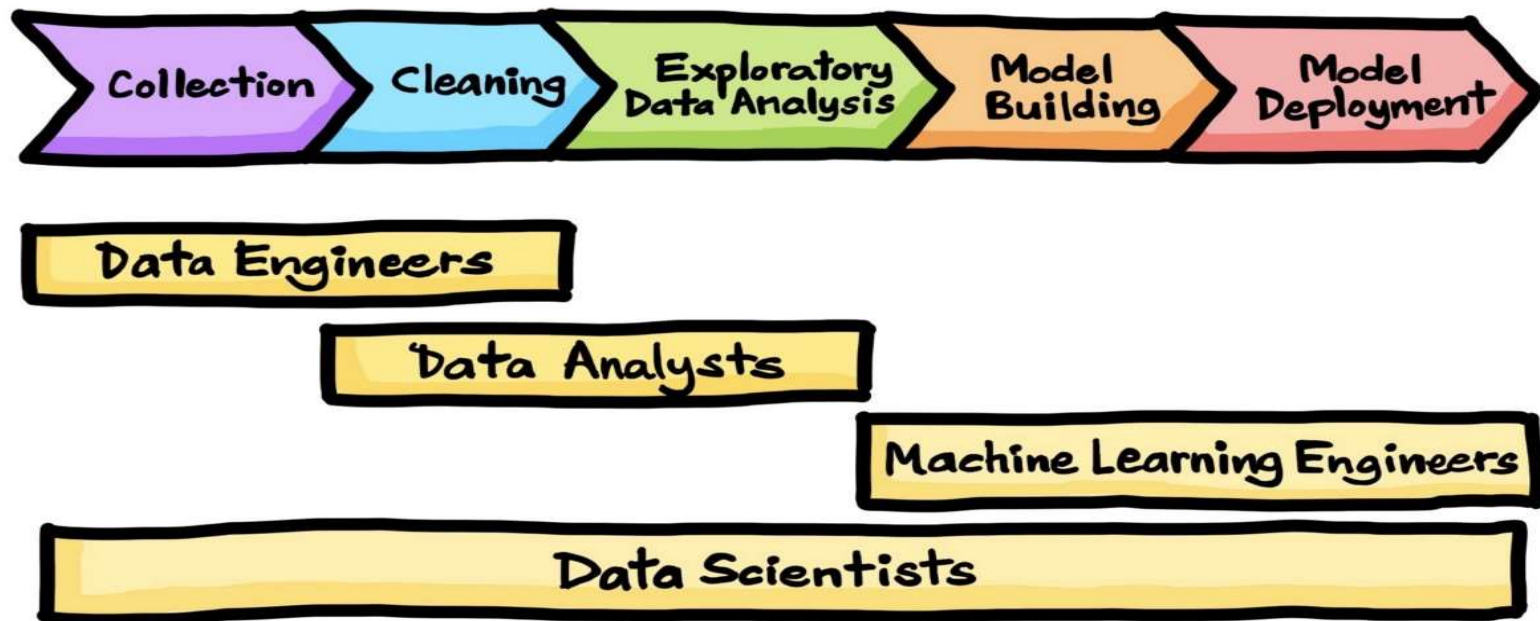 Collection
Cleaning
Exploratory
Data Analysis
Model
Building
Model
Deployment
Data Engineers
Data Analysts
Machine Learning Engineers
Data Scientists